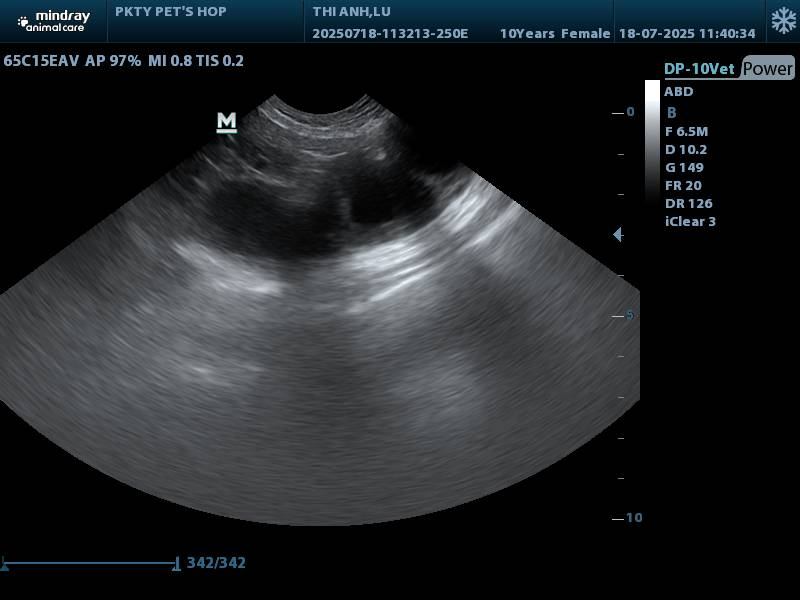 mindray
animalcare
PKTY PET'S HOP
THI ANH,LU
20250718-113213-250E 10Years Female 18-07-2025 11:40:34
65C15EAV AP 97% MI 0.8 TIS 0.2
DP-10Vet Power
ABD
B
F 6.5M
D 10.2
G 149
FR 20
DR 126
iClear 3
M
0
5
10
342/342